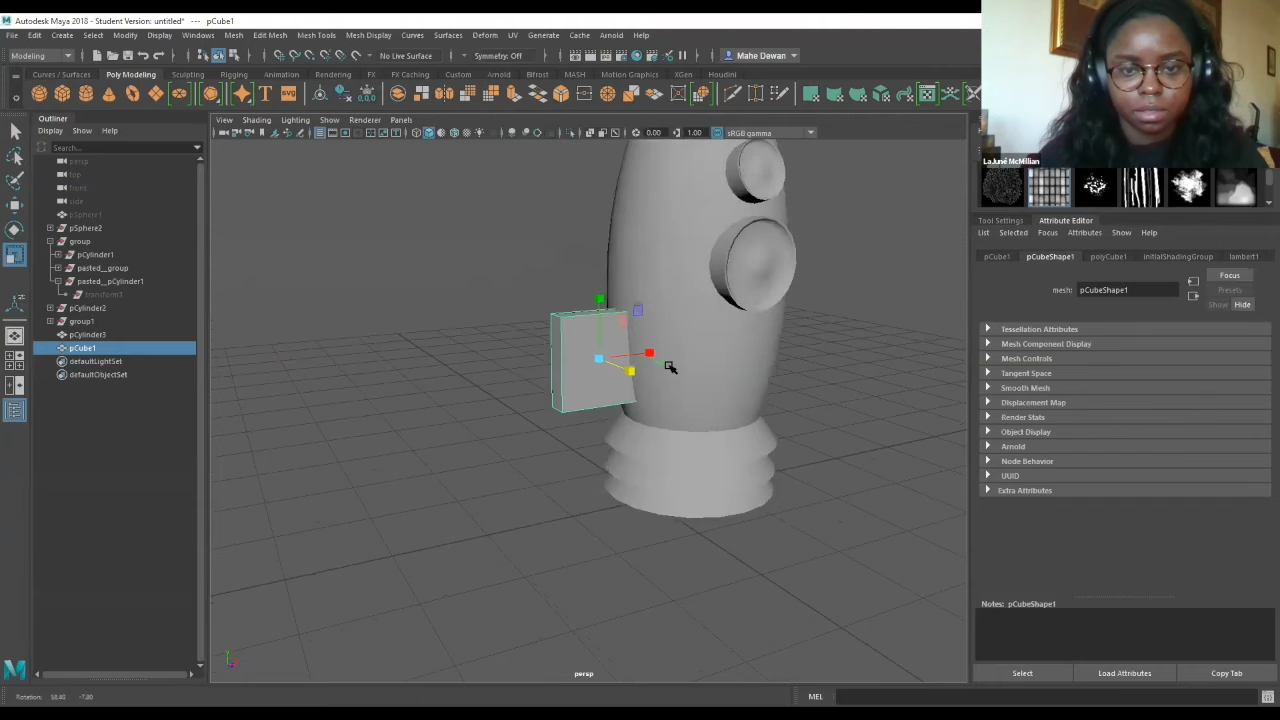 Autodesk Maya 2018 - Student Version: untitled* --- pCube1
File Edit Create Select Modify Display Windows Mesh Edit Mesh Mesh Tools Mesh Display Curves Surfaces Deform UV Generate Cache Arnold Help
Modeling No Live Surface Symmetry: Off Mahe Dewan
Curves / Surfaces Poly Modeling Sculpting Rigging Animation Rendering FX FX Caching Custom Arnold Bifrost MASH Motion Graphics XGen Houdini
Outliner
Display Show Help
Search...
View Shading Lighting Show Renderer Panels
0.00 1.00 sRGB gamma
persp
top
front
side
pSphere1
pSphere2
group
pCylinder1
pasted__group
pasted__pCylinder1
pCylinder2
group1
pCylinder3
pCube1
defaultLightSet
defaultObjectSet
persp
LaJuné McMillian
Tool Settings Attribute Editor
List Selected Focus Attributes Show Help
pCube1 pCubeShape1 polyCube1 initialShadingGroup lambert1
Focus
Presets
mesh: pCubeShape1
Show Hide
Tessellation Attributes
Mesh Component Display
Mesh Controls
Tangent Space
Smooth Mesh
Displacement Map
Render Stats
Object Display
Arnold
Node Behavior
UUID
Extra Attributes
Notes: pCubeShape1
Select Load Attributes Copy Tab
MEL